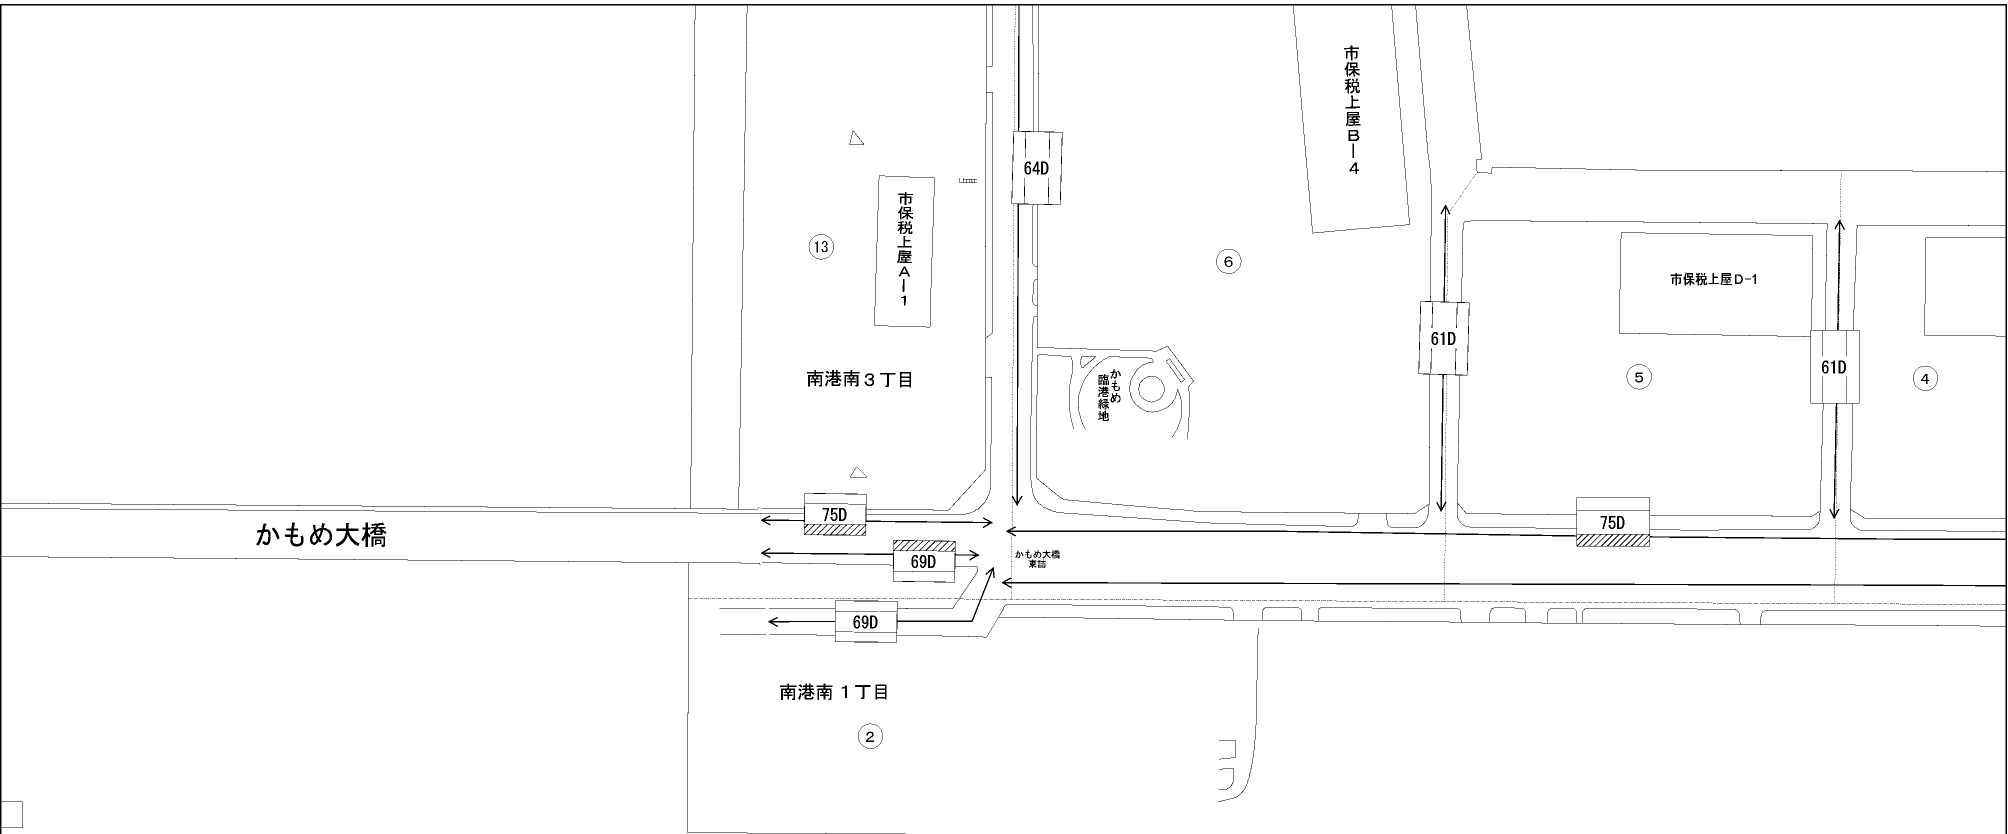 市保税上屋B－4
64D
市保税上屋A－1
13
6
市保税上屋D-1
61D
61D
南港南3丁目
かもめ
臨港緑地
5
4
75D
75D
かもめ大橋
69D
かもめ大橋
東詰
69D
南港南1丁目
2